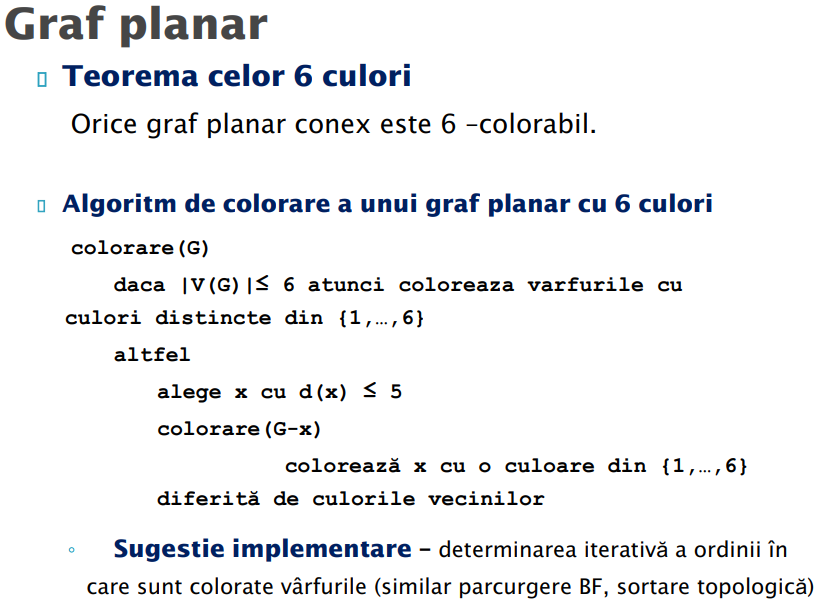 Graf planar
Teorema celor 6 culori
Orice graf planar conex este 6 –colorabil.
Algoritm de colorare a unui graf planar cu 6 culori
colorare(G)
daca |V(G)|≤ 6 atunci coloreaza varfurile cu
culori distincte din {1,…,6}
altfel
alege x cu d(x) ≤ 5
colorare(G-x)
colorează x cu o culoare din {1,…,6}
diferită de culorile vecinilor
Sugestie implementare – determinarea iterativă a ordinii în
care sunt colorate vârfurile (similar parcurgere BF, sortare topologică)